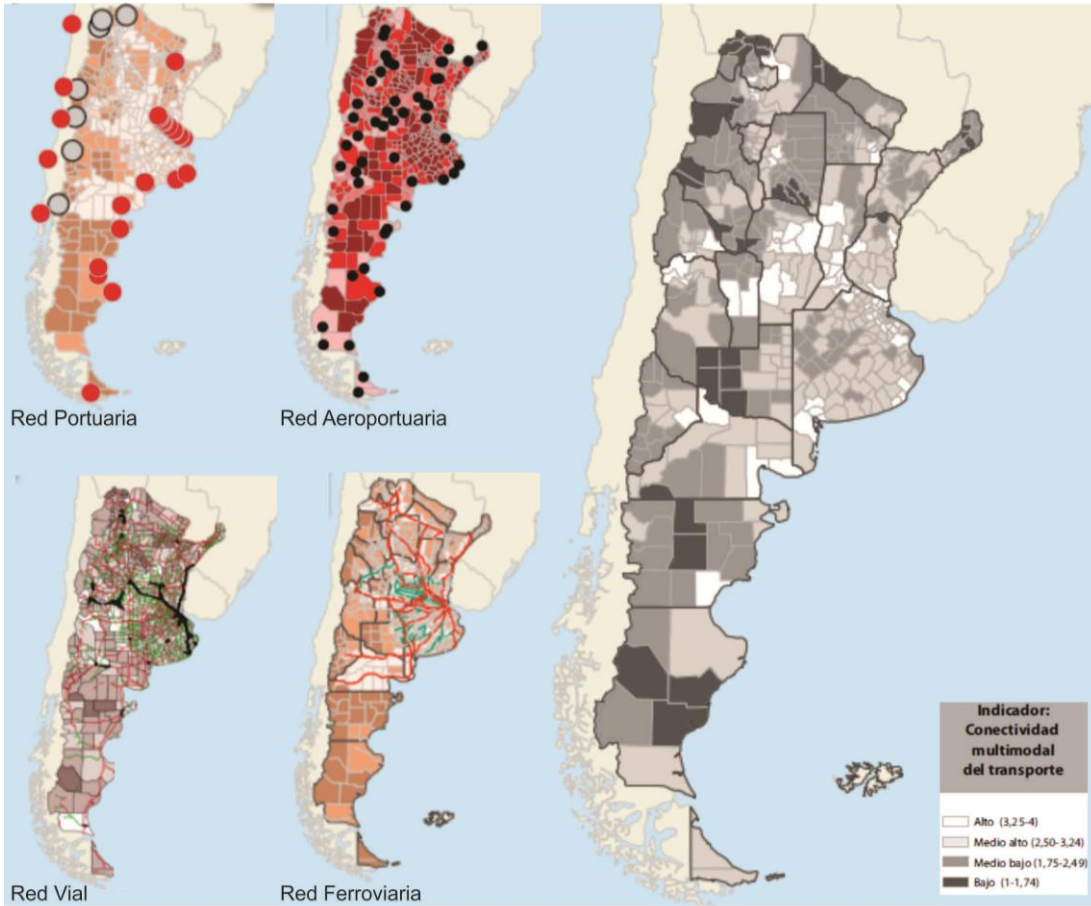 Red Portuaria
Red Aeroportuaria
Red Vial
Red Ferroviaria
Indicador:
Conectividad
multimodal
del transporte
Alto (3,25-4)
Medio alto (2,50-3,24)
Medio bajo (1,75-2,49)
Bajo (1-1,74)